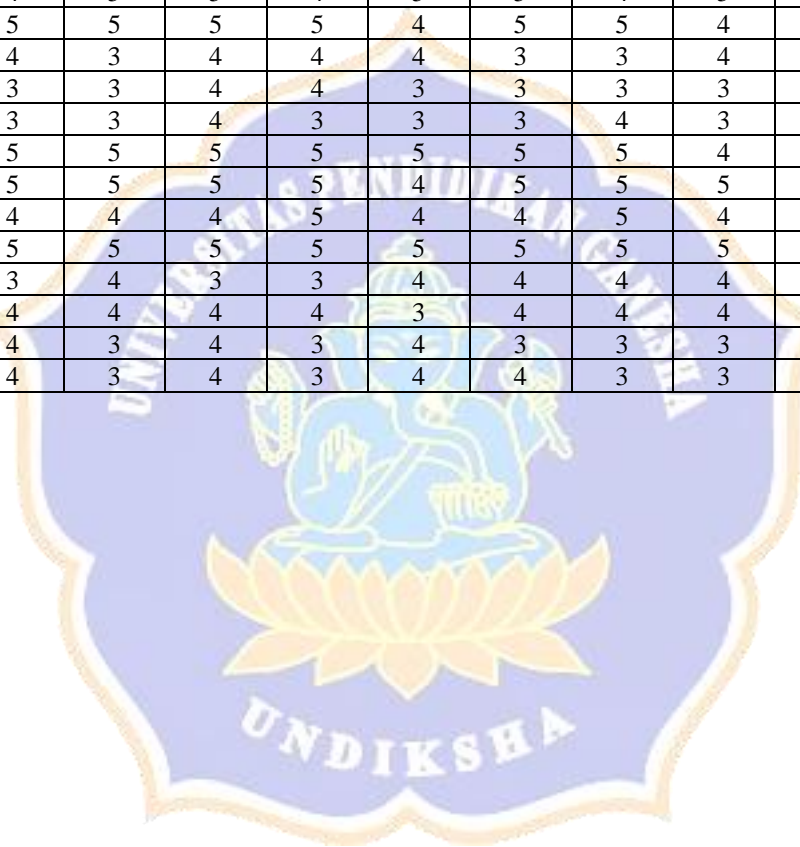 5 5 5 5 4 5 5 4
4 3 4 4 4 3 3 4
3 3 4 4 3 3 3 3
3 3 4 3 3 3 4 3
5 5 5 5 5 5 5 4
5 5 5 5 4 5 5 5
4 4 4 5 4 4 5 4
5 5 5 5 5 5 5 5
3 4 3 3 4 4 4 4
4 4 4 4 3 4 4 4
4 3 4 3 4 3 3 3
4 3 4 3 4 4 3 3
UNIVERSITAS PENDIDIKAN GANESHA
UNDIKSHA